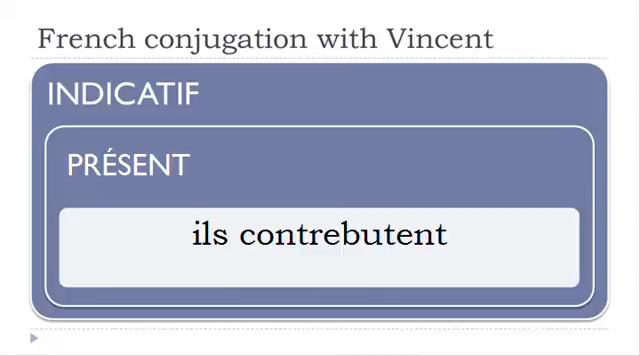 French conjugation with Vincent
INDICATIF
PRÉSENT
ils contrebutent